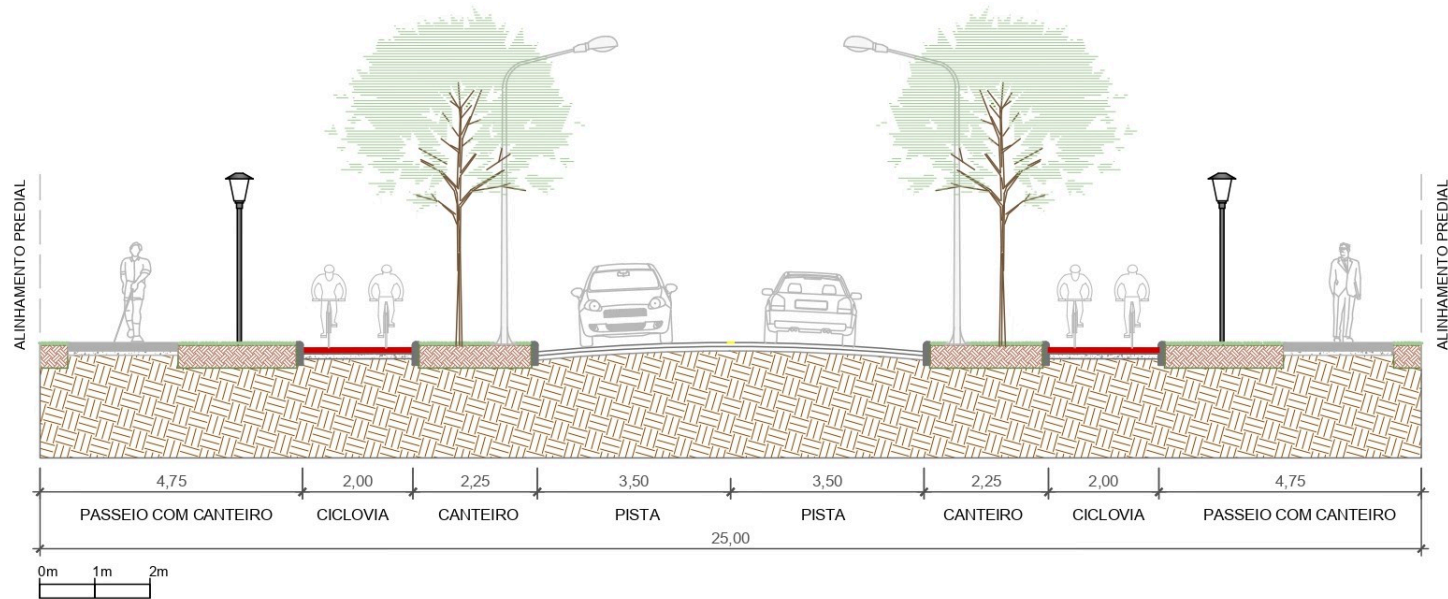 ALINHAMENTO PREDIAL
ALINHAMENTO PREDIAL
4,75 2,00 2,25 3,50 3,50 2,25 2,00 4,75
PASSEIO COM CANTEIRO CICLOVIA CANTEIRO PISTA PISTA CANTEIRO CICLOVIA PASSEIO COM CANTEIRO
25,00
0m 1m 2m